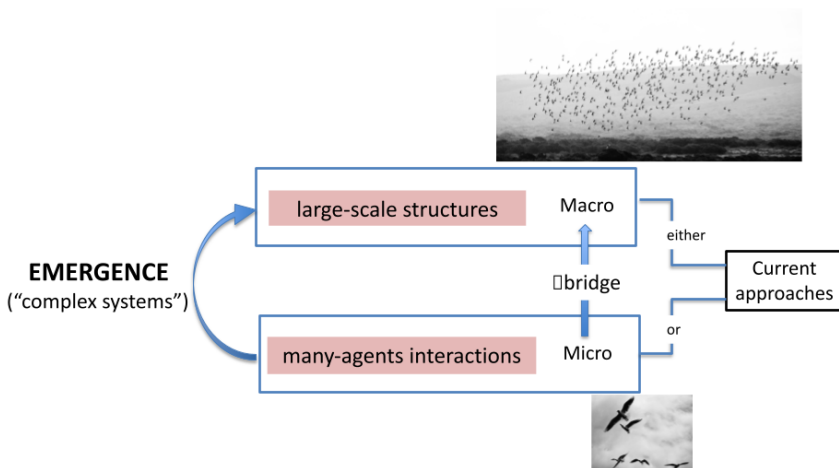 large-scale structures
Macro
either
EMERGENCE
("complex systems")
▯bridge
Current
approaches
or
many-agents interactions
Micro